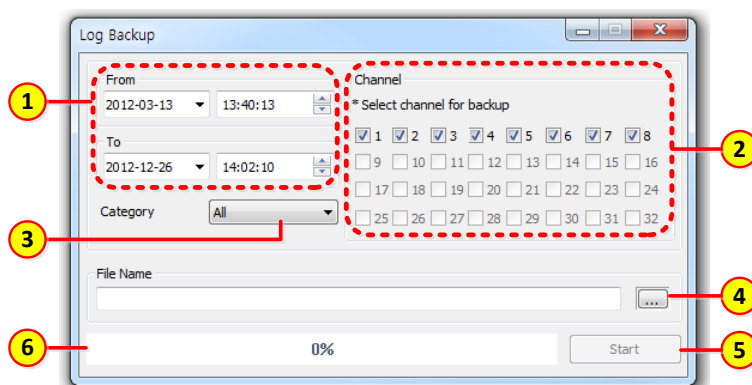 Log Backup
From
2012-03-13 13:40:13
To
2012-12-26 14:02:10
Category All
Channel
* Select channel for backup
1 2 3 4 5 6 7 8
9 10 11 12 13 14 15 16
17 18 19 20 21 22 23 24
25 26 27 28 29 30 31 32
File Name
...
0% Start
1
2
3
4
5
6